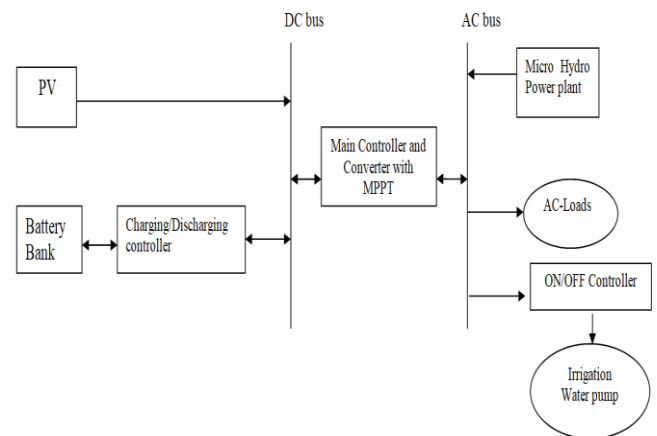 DC bus
AC bus
PV
Micro Hydro
Power plant
Main Controller and
Converter with
MPPT
Battery
Bank
Charging/Discharging
controller
AC-Loads
ON/OFF Controller
Irrigation
Water pump